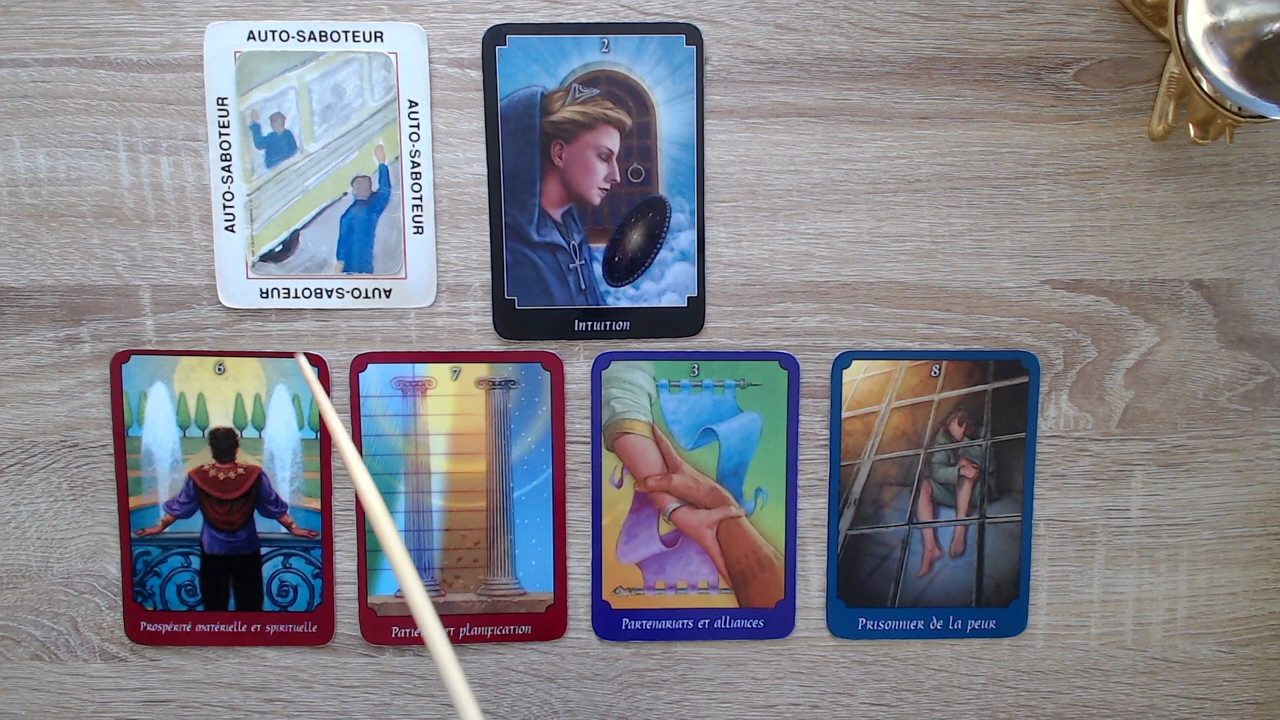 AUTO-SABOTEUR
AUTO-SABOTEUR
AUTO-SABOTEUR
AUTO-SABOTEUR
2
Intuition
6
Prospérité matérielle et spirituelle
7
et planification
3
Partenariats et alliances
8
Prisonnier de la peur